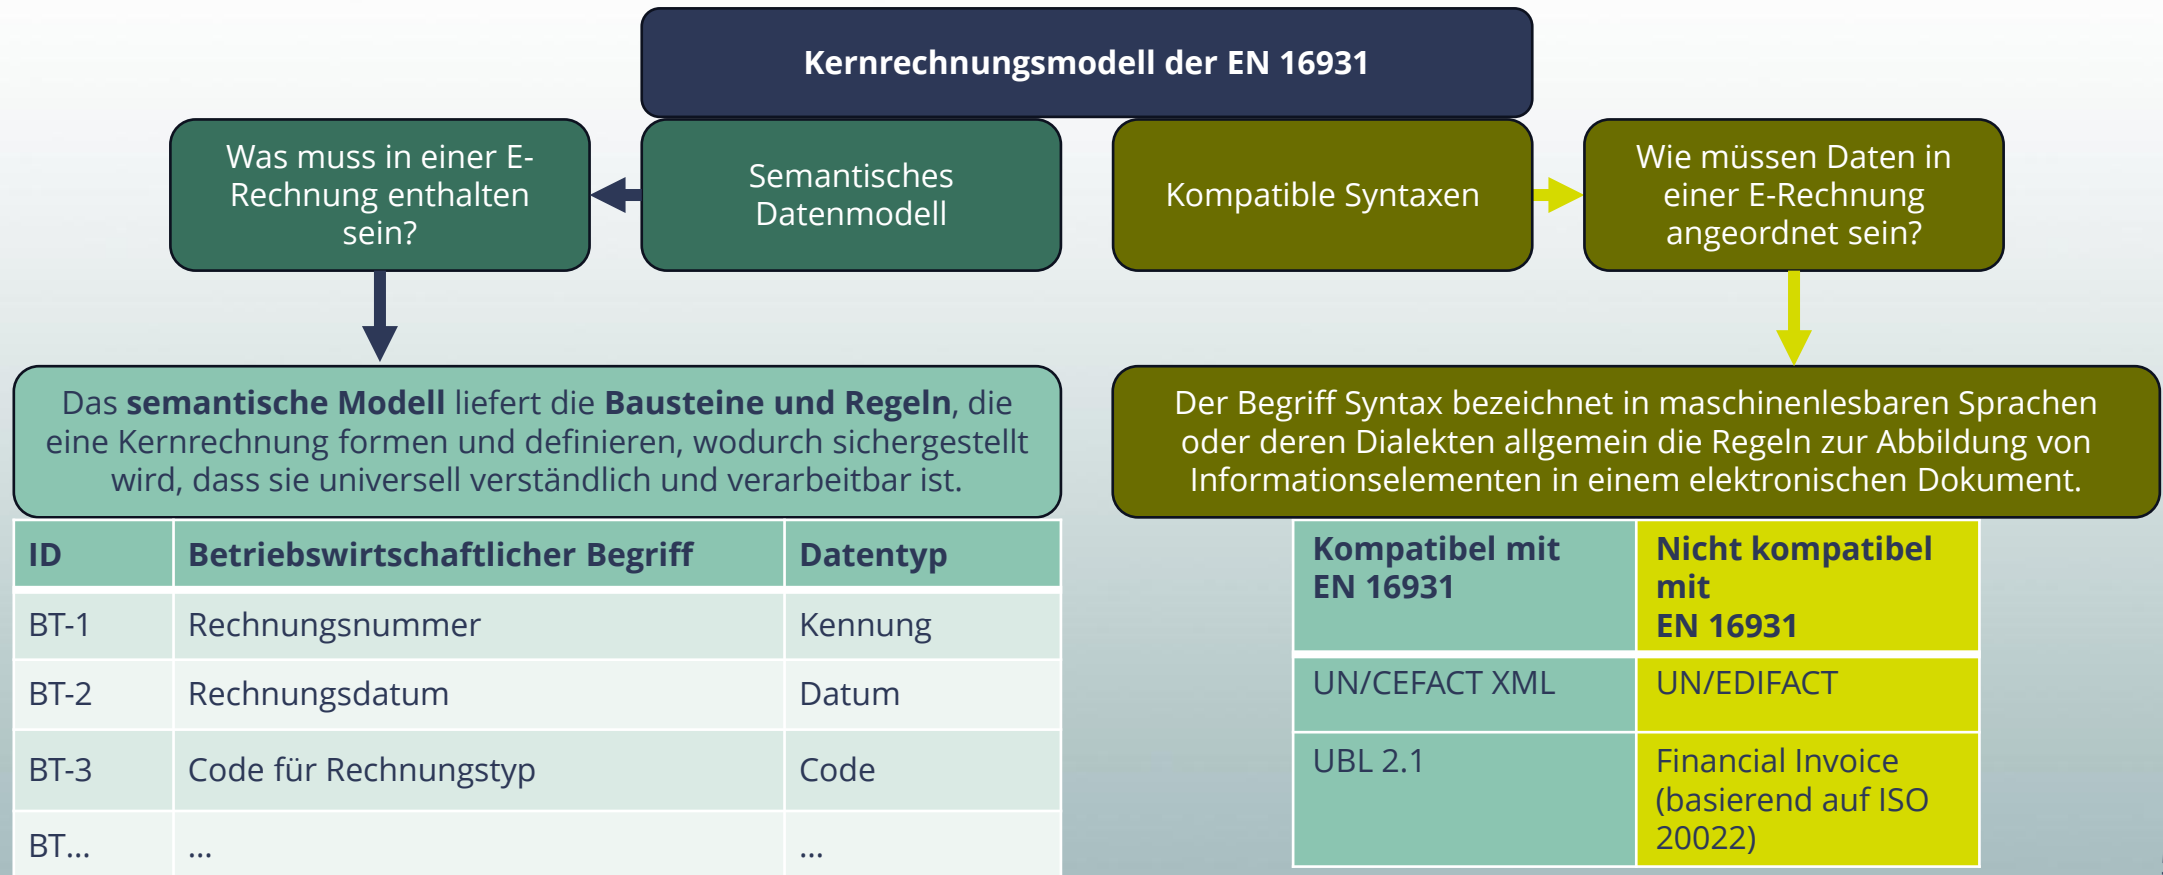 Kernrechnungsmodell der EN 16931
Was muss in einer E-
Rechnung enthalten
sein?
Semantisches
Datenmodell
Kompatible Syntaxen
Wie müssen Daten in
einer E-Rechnung
angeordnet sein?
Das semantische Modell liefert die Bausteine und Regeln, die
eine Kernrechnung formen und definieren, wodurch sichergestellt
wird, dass sie universell verständlich und verarbeitbar ist.
Der Begriff Syntax bezeichnet in maschinenlesbaren Sprachen
oder deren Dialekten allgemein die Regeln zur Abbildung von
Informationselementen in einem elektronischen Dokument.
ID Betriebswirtschaftlicher Begriff Datentyp
BT-1 Rechnungsnummer Kennung
BT-2 Rechnungsdatum Datum
BT-3 Code für Rechnungstyp Code
BT... ... ...
Kompatibel mit
EN 16931
Nicht kompatibel
mit
EN 16931
UN/CEFACT XML UN/EDIFACT
UBL 2.1
Financial Invoice
(basierend auf ISO
20022)